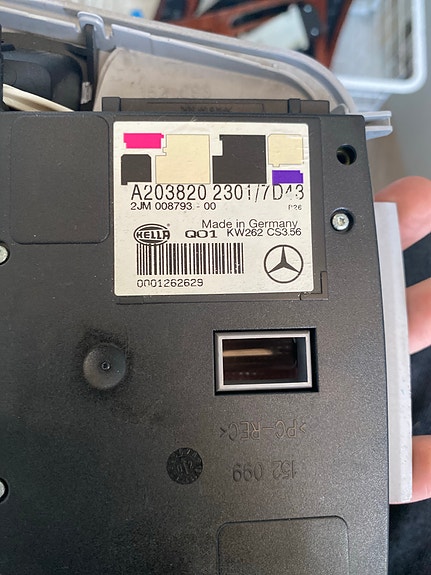 A203820 2301/7D43
2JM 008793 - 00 P26
Made in Germany
HELLA Q01 KW262 CS3.56
0001262629
>PC-REC<
152 099